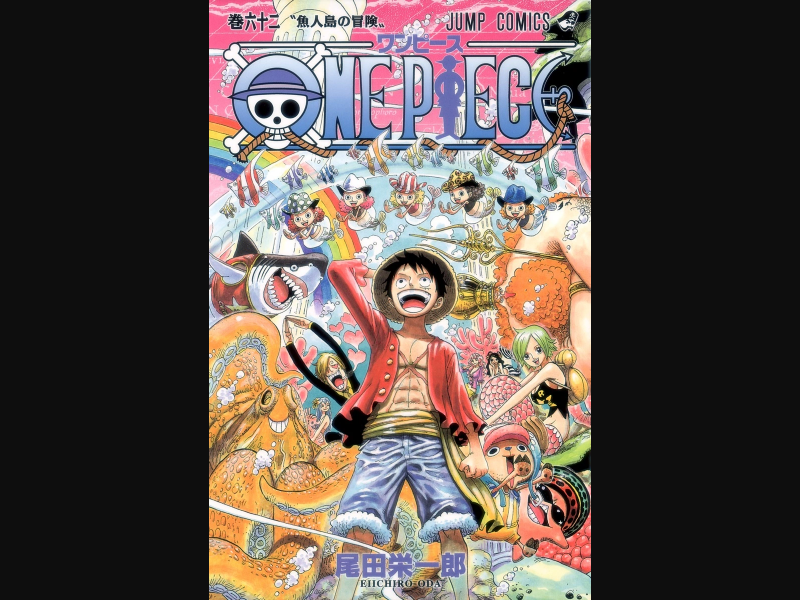 巻六十二 〝魚人島の冒険〟
JUMP COMICS
ワンピース
ONE PIECE
尾田栄一郎
EIICHIRO ODA